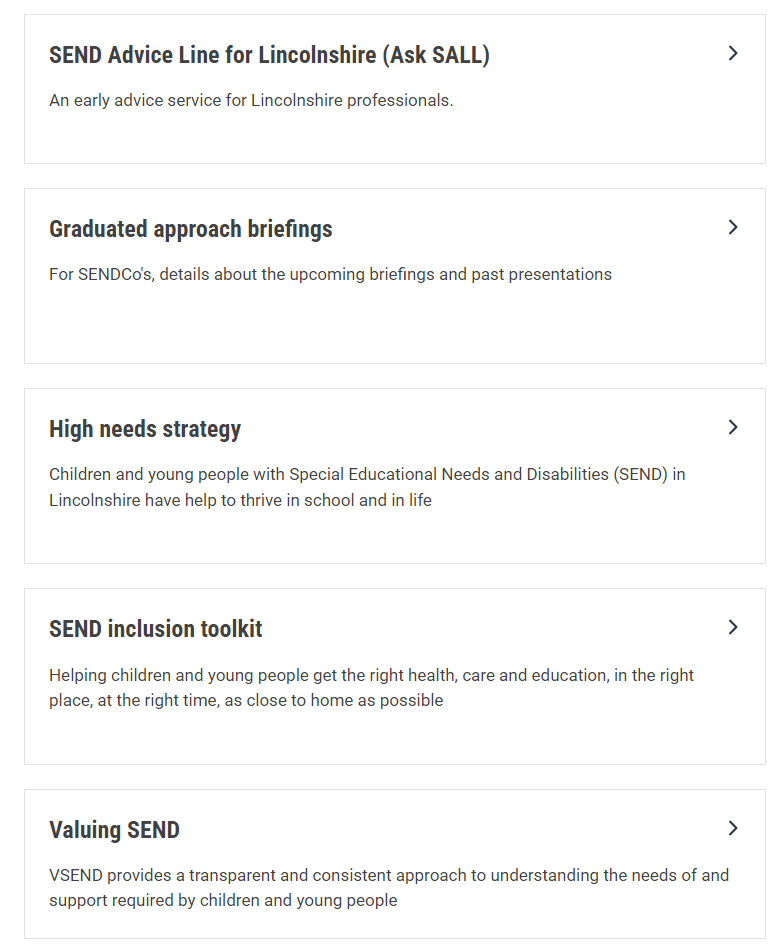 SEND Advice Line for Lincolnshire (Ask SALL)
An early advice service for Lincolnshire professionals.
Graduated approach briefings
For SENDCo's, details about the upcoming briefings and past presentations
High needs strategy
Children and young people with Special Educational Needs and Disabilities (SEND) in
Lincolnshire have help to thrive in school and in life
SEND inclusion toolkit
Helping children and young people get the right health, care and education, in the right
place, at the right time, as close to home as possible
Valuing SEND
VSEND provides a transparent and consistent approach to understanding the needs of and
support required by children and young people